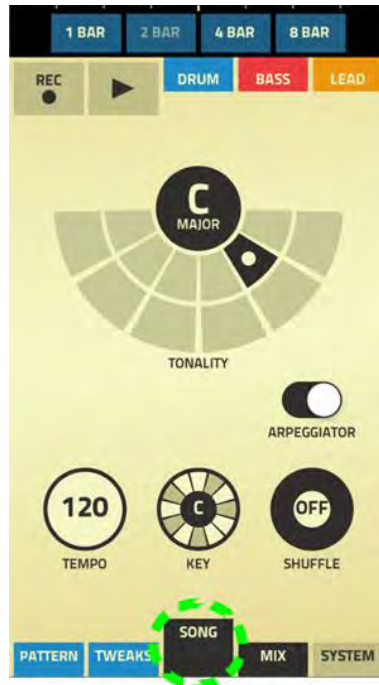 1 BAR 2 BAR 4 BAR 8 BAR
REC DRUM BASS LEAD
C
MAJOR
TONALITY
ARPEGGIATOR
120 C OFF
TEMPO KEY SHUFFLE
SONG
PATTERN TWEAKS MIX SYSTEM